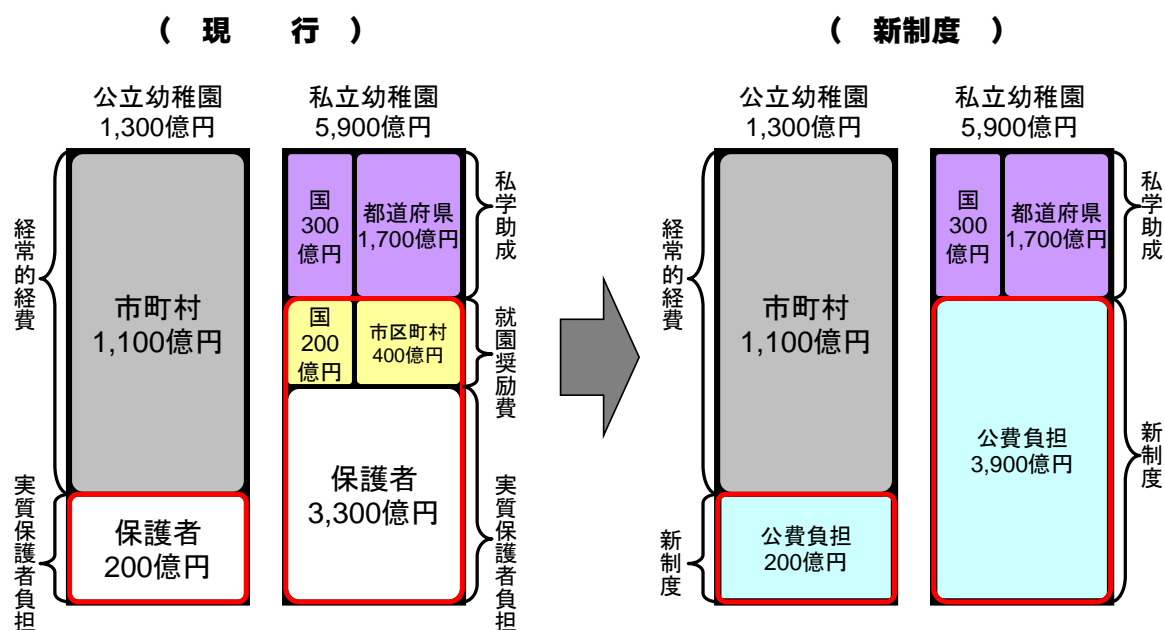 （　現　　行　）
公立幼稚園
1,300億円
私立幼稚園
5,900億円
経常的経費
市町村
1,100億円
実質保護者負担
保護者
200億円
国
300
億円
都道府県
1,700億円
私学助成
国
200
億円
市区町村
400億円
就園奨励費
保護者
3,300億円
実質保護者負担
（　新制度　）
公立幼稚園
1,300億円
私立幼稚園
5,900億円
経常的経費
市町村
1,100億円
新制度
公費負担
200億円
国
300
億円
都道府県
1,700億円
私学助成
公費負担
3,900億円
新制度